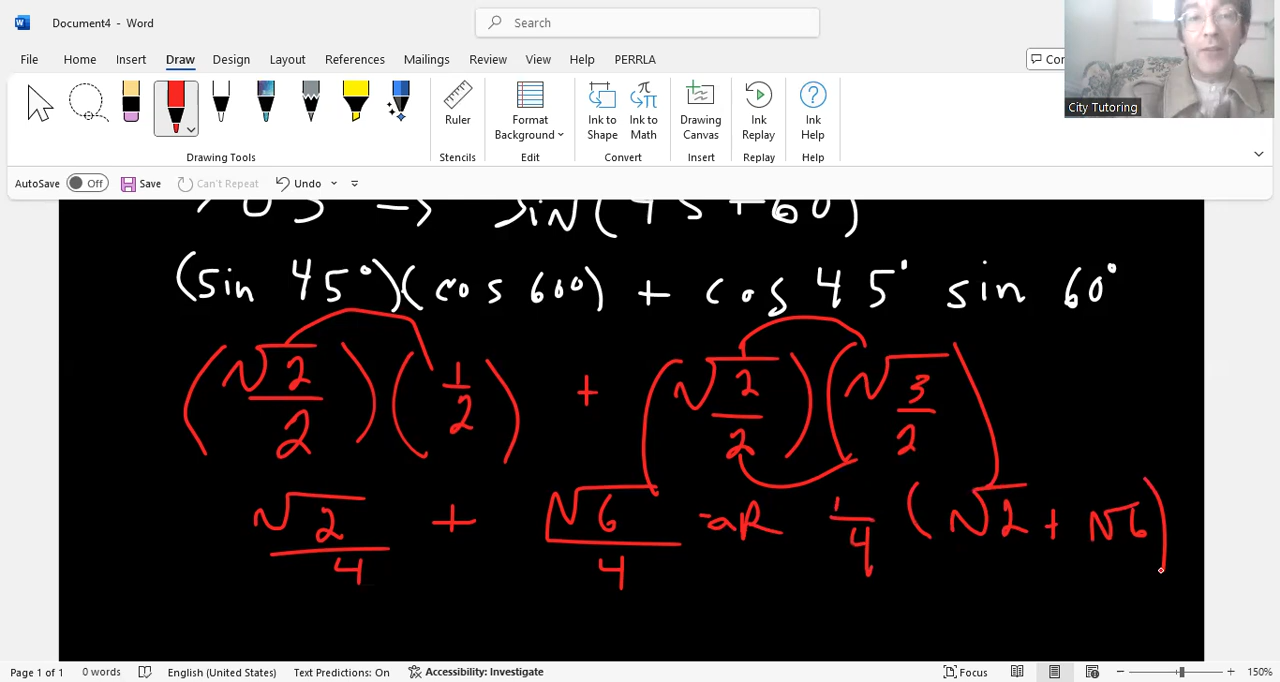 Document4 - Word
Search
File Home Insert Draw Design Layout References Mailings Review View Help PERRLA
Ruler
Format Background
Ink to Shape
Ink to Math
Drawing Canvas
Ink Replay
Ink Help
City Tutoring
Drawing Tools Stencils Edit Convert Insert Replay Help
AutoSave Off Save Can't Repeat Undo
→ sin(45+60)
(sin 45°)(cos 60°) + cos 45° sin 60°
(√2/2)(1/2) + (√2/2)(√3/2)
√2/4 + √6/4 OR 1/4 (√2 + √6)
Page 1 of 1 0 words English (United States) Text Predictions: On Accessibility: Investigate Focus 150%